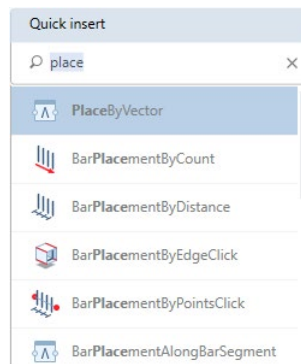 Quick insert
place
PlaceByVector
BarPlacementByCount
BarPlacementByDistance
BarPlacementByEdgeClick
BarPlacementByPointsClick
BarPlacementAlongBarSegment